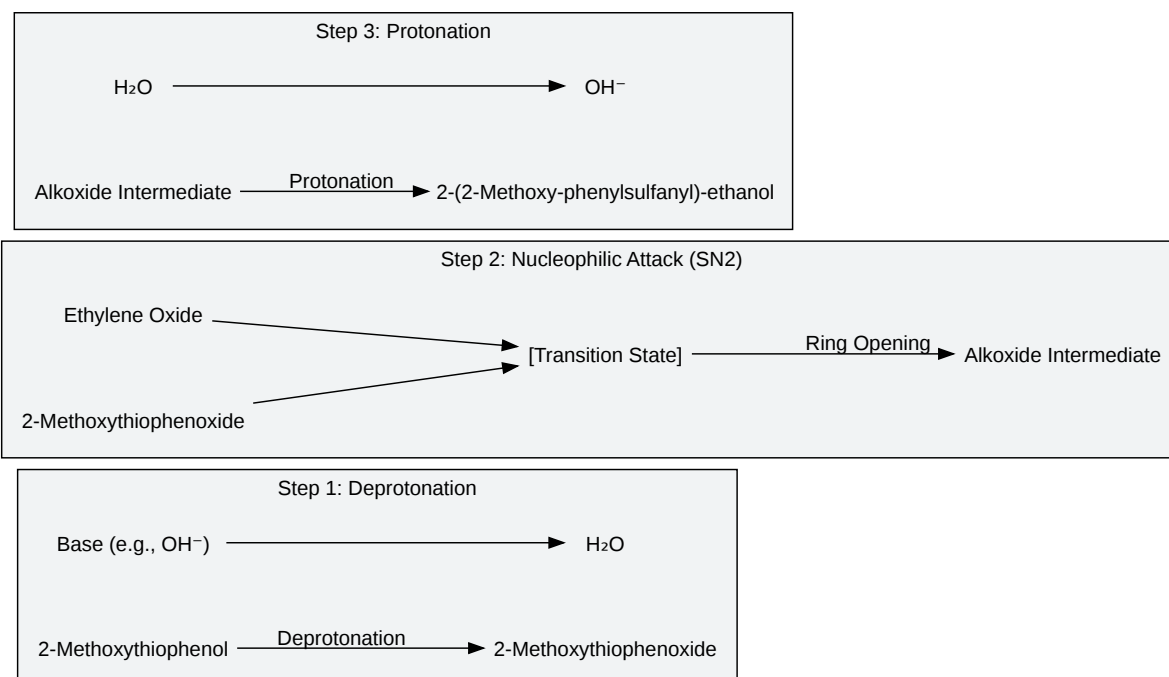 Step 3: Protonation
H₂O
OH⁻
Alkoxide Intermediate
Protonation
2-(2-Methoxy-phenylsulfanyl)-ethanol
Step 2: Nucleophilic Attack (SN2)
Ethylene Oxide
2-Methoxythiophenoxide
[Transition State]
Ring Opening
Alkoxide Intermediate
Step 1: Deprotonation
Base (e.g., OH⁻)
H₂O
2-Methoxythiophenol
Deprotonation
2-Methoxythiophenoxide